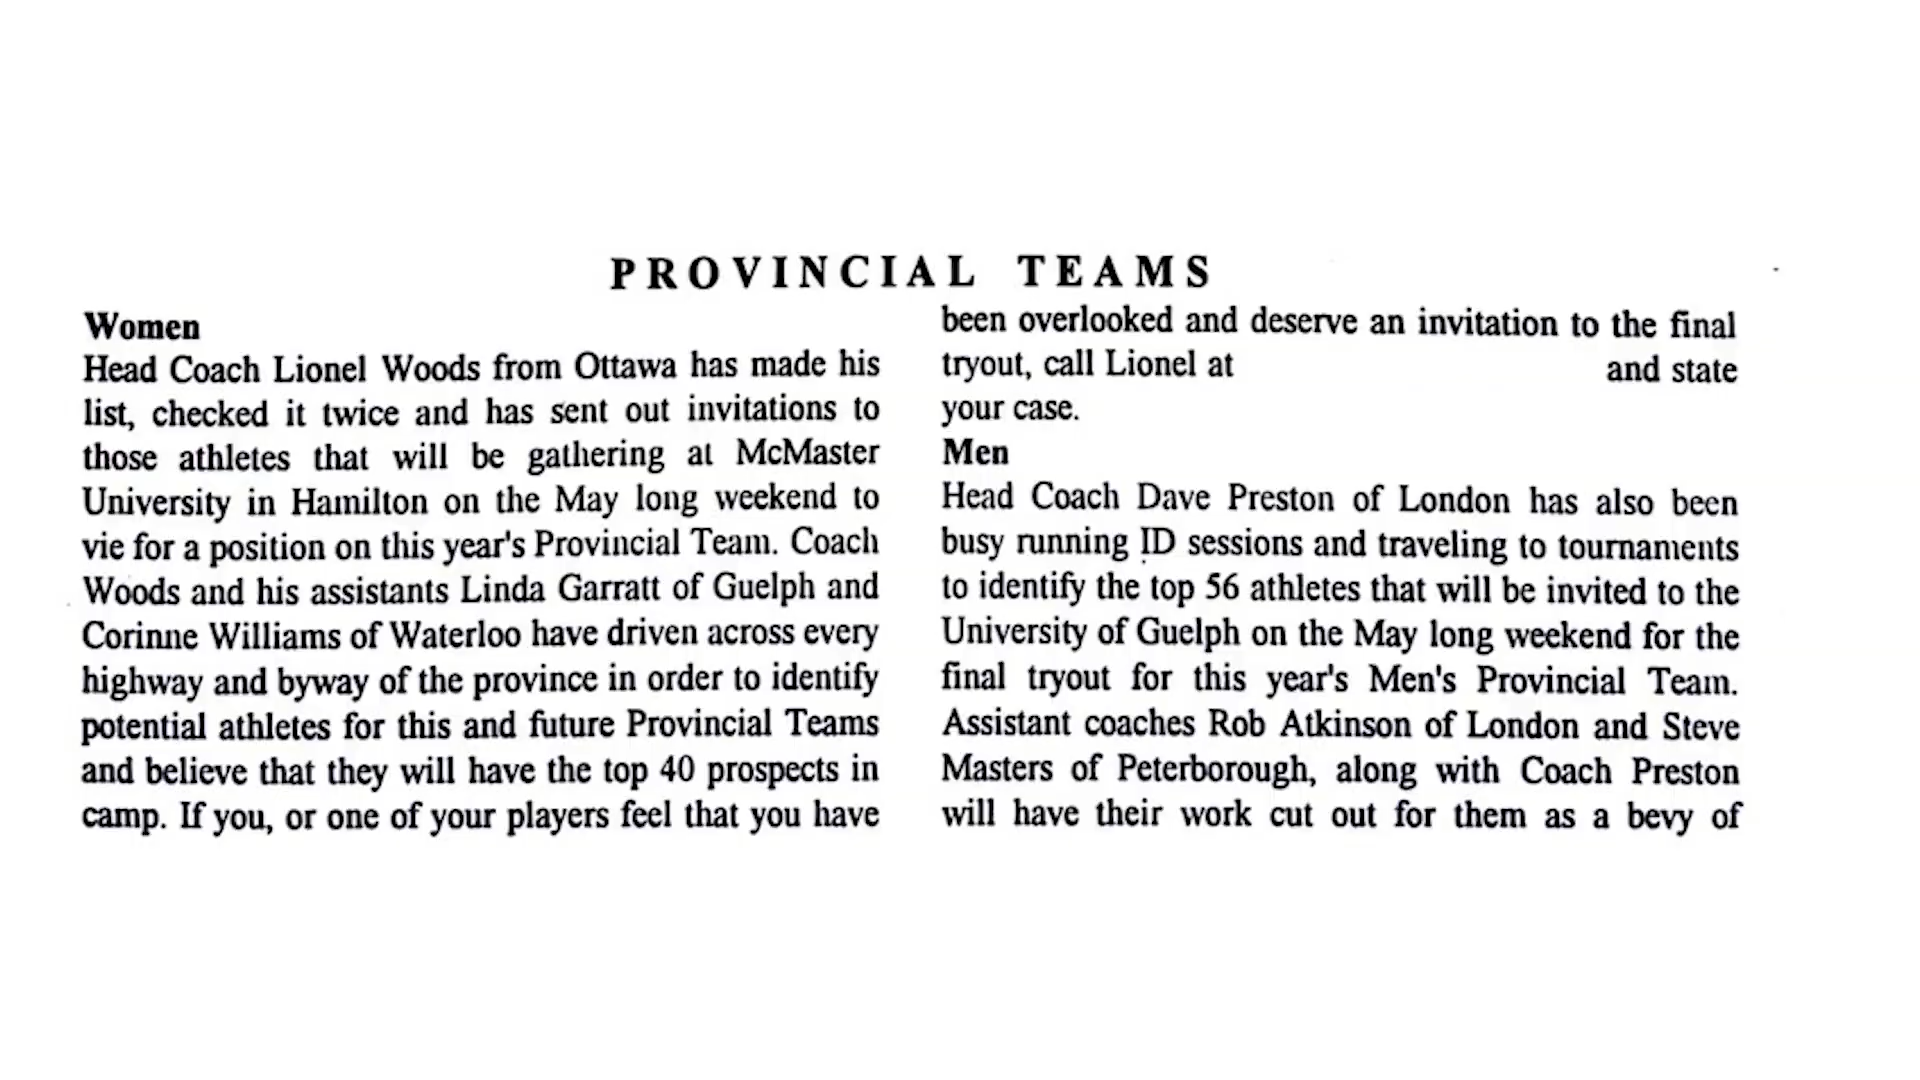 PROVINCIAL TEAMS
Women
Head Coach Lionel Woods from Ottawa has made his
list, checked it twice and has sent out invitations to
those athletes that will be gathering at McMaster
University in Hamilton on the May long weekend to
vie for a position on this year's Provincial Team. Coach
Woods and his assistants Linda Garratt of Guelph and
Corinne Williams of Waterloo have driven across every
highway and byway of the province in order to identify
potential athletes for this and future Provincial Teams
and believe that they will have the top 40 prospects in
camp. If you, or one of your players feel that you have
been overlooked and deserve an invitation to the final
tryout, call Lionel at and state
your case.
Men
Head Coach Dave Preston of London has also been
busy running ID sessions and traveling to tournaments
to identify the top 56 athletes that will be invited to the
University of Guelph on the May long weekend for the
final tryout for this year's Men's Provincial Team.
Assistant coaches Rob Atkinson of London and Steve
Masters of Peterborough, along with Coach Preston
will have their work cut out for them as a bevy of